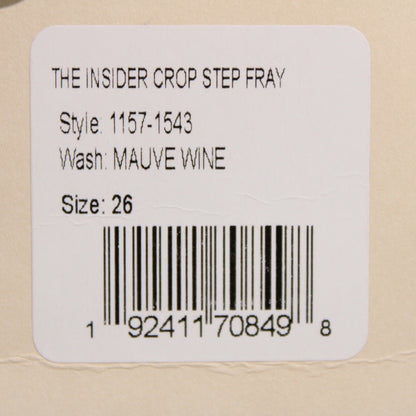 THE INSIDER CROP STEP FRAY
Style: 1157-1543
Wash: MAUVE WINE
Size: 26
1 92411 70849 8